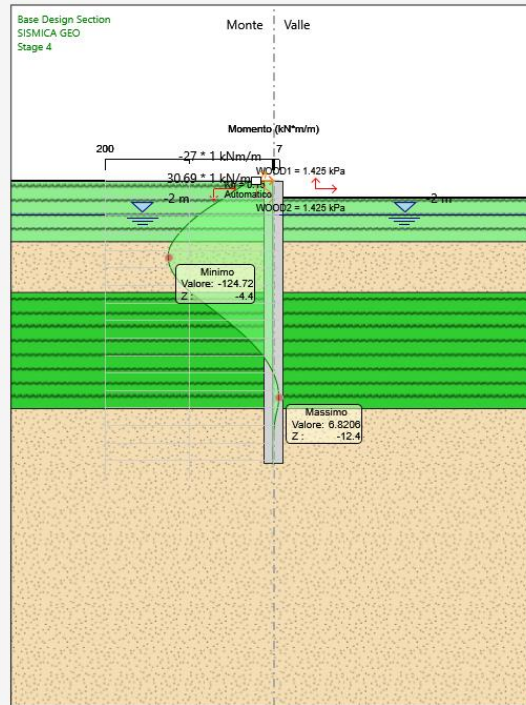 Base Design Section
SISMICA GEO
Stage 4
Monte
Valle
Momento (kN*m/m)
200
7
-27 * 1 kNm/m
WOOD1 = 1.425 kPa
30.69 * 1 kN/m
Automatico
-2 m
WOOD2 = 1.425 kPa
-2 m
Minimo
Valore: -124.72
Z : -4.4
Massimo
Valore: 6.8206
Z : -12.4